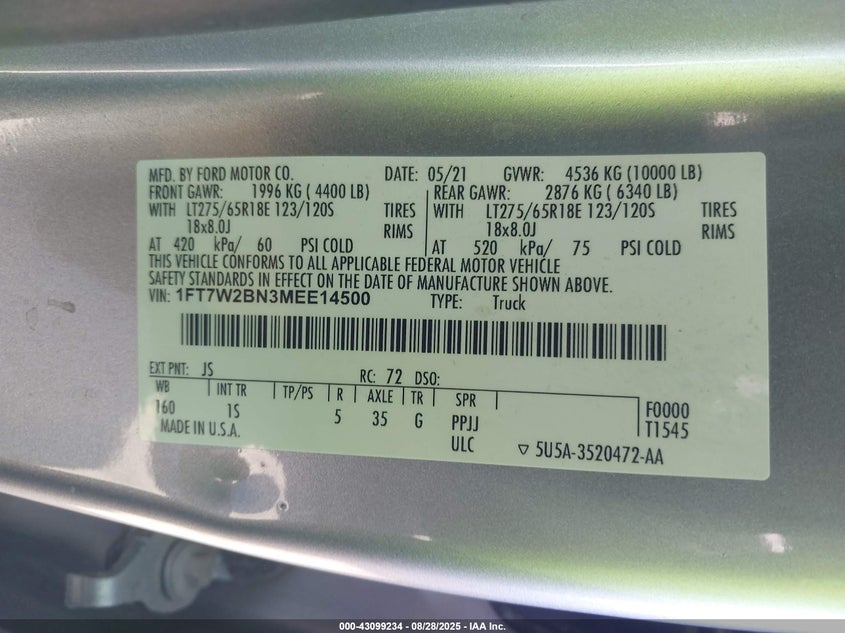 MFD. BY FORD MOTOR CO. DATE: 05/21 GVWR: 4536 KG (10000 LB)
FRONT GAWR: 1996 KG ( 4400 LB) REAR GAWR: 2876 KG ( 6340 LB)
WITH LT275/65R18E 123/120S TIRES WITH LT275/65R18E 123/120S TIRES
18x8.0J RIMS 18x8.0J RIMS
AT 420 kPa/ 60 PSI COLD AT 520 kPa/ 75 PSI COLD
THIS VEHICLE CONFORMS TO ALL APPLICABLE FEDERAL MOTOR VEHICLE
SAFETY STANDARDS IN EFFECT ON THE DATE OF MANUFACTURE SHOWN ABOVE.
VIN: 1FT7W2BN3MEE14500 TYPE: Truck
EXT PNT: JS RC: 72 DSO:
WB INT TR TP/PS R AXLE TR SPR
160 1S 5 35 G PPJJ F0000
MADE IN U.S.A. ULC T1545
▽ 5U5A-3520472-AA
000-43099234 - 08/28/2025 - IAA Inc.